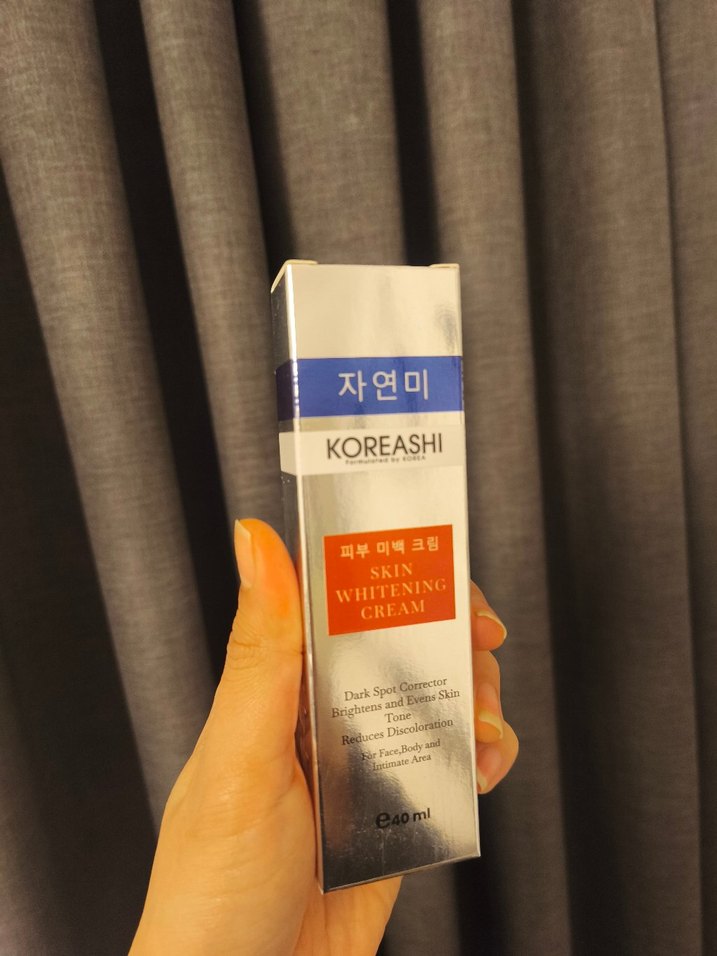 자연미
KOREASHI
Formulated by KOREA
피부 미백 크림
SKIN
WHITENING
CREAM
Dark Spot Corrector
Brightens and Evens Skin
Tone
Reduces Discoloration
For Face,Body and
Intimate Area
℮40 ml